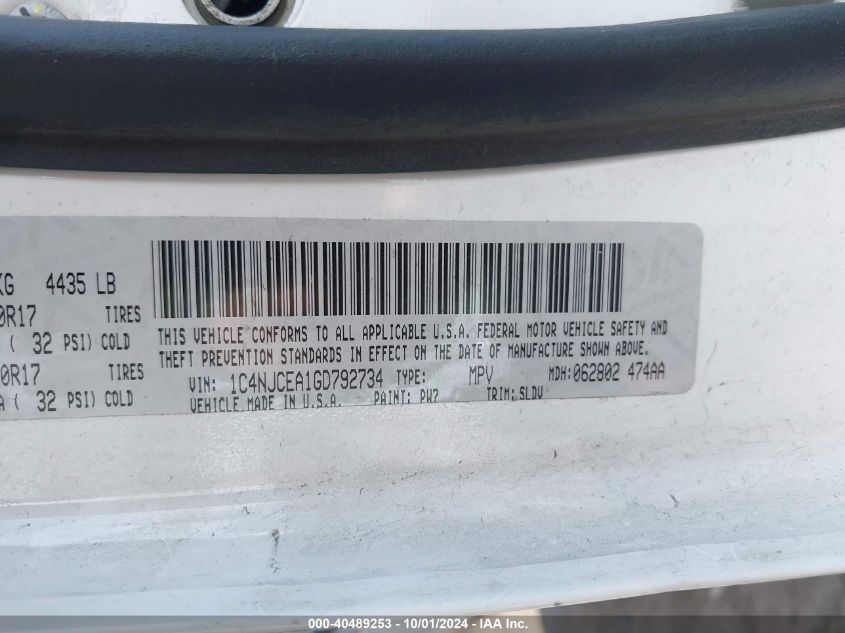 KG 4435 LB
0R17 TIRES
( 32 PSI) COLD
0R17 TIRES
A ( 32 PSI) COLD
THIS VEHICLE CONFORMS TO ALL APPLICABLE U.S.A. FEDERAL MOTOR VEHICLE SAFETY AND
THEFT PREVENTION STANDARDS IN EFFECT ON THE DATE OF MANUFACTURE SHOWN ABOVE.
VIN: 1C4NJCEA1GD792734 TYPE: MPV MDH:062802 474AA
VEHICLE MADE IN U.S.A. PAINT: PW7 TRIM: SLDV
000-40489253 - 10/01/2024 - IAA Inc.